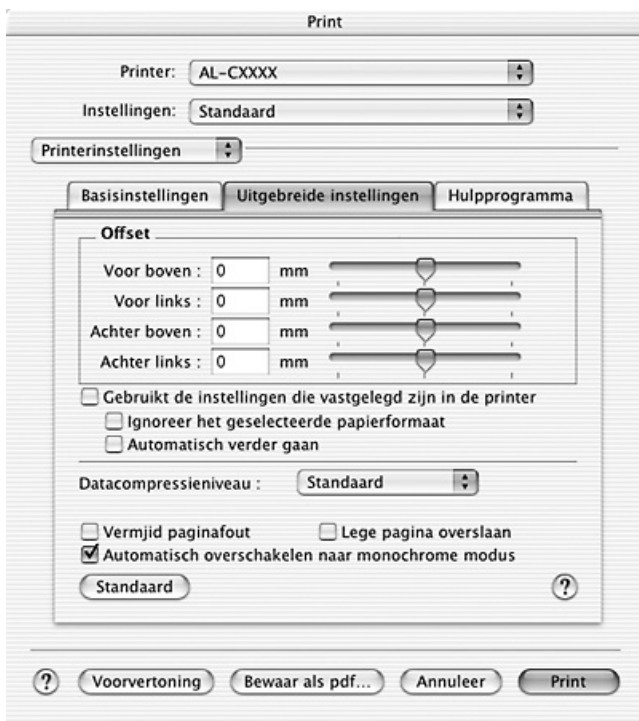 Print
Printer: AL-CXXXX
Instellingen: Standaard
Printerinstellingen
Basisinstellingen Uitgebreide instellingen Hulpprogramma
Offset
Voor boven : 0 mm
Voor links : 0 mm
Achter boven : 0 mm
Achter links : 0 mm
Gebruikt de instellingen die vastgelegd zijn in de printer
Ignoreer het geselecteerde papierformaat
Automatisch verder gaan
Datacompressieniveau : Standaard
Vermjid paginafout Lege pagina overslaan
Automatisch overschakelen naar monochrome modus
Standaard ?
? Voorvertoning Bewaar als pdf... Annuleer Print